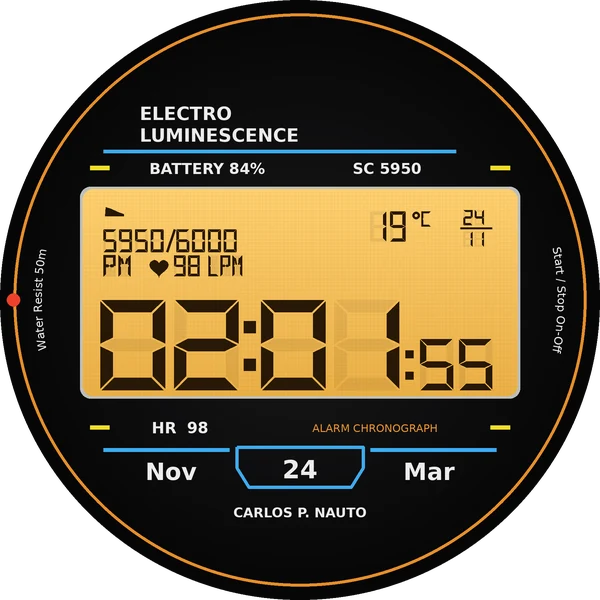 ELECTRO
LUMINESCENCE
BATTERY 84% SC 5950
19 °C 24/11
5950/6000
PM 98 LPM
02:01:55
Water Resist 50m
Start / Stop On-Off
HR 98 ALARM CHRONOGRAPH
Nov 24 Mar
CARLOS P. NAUTO